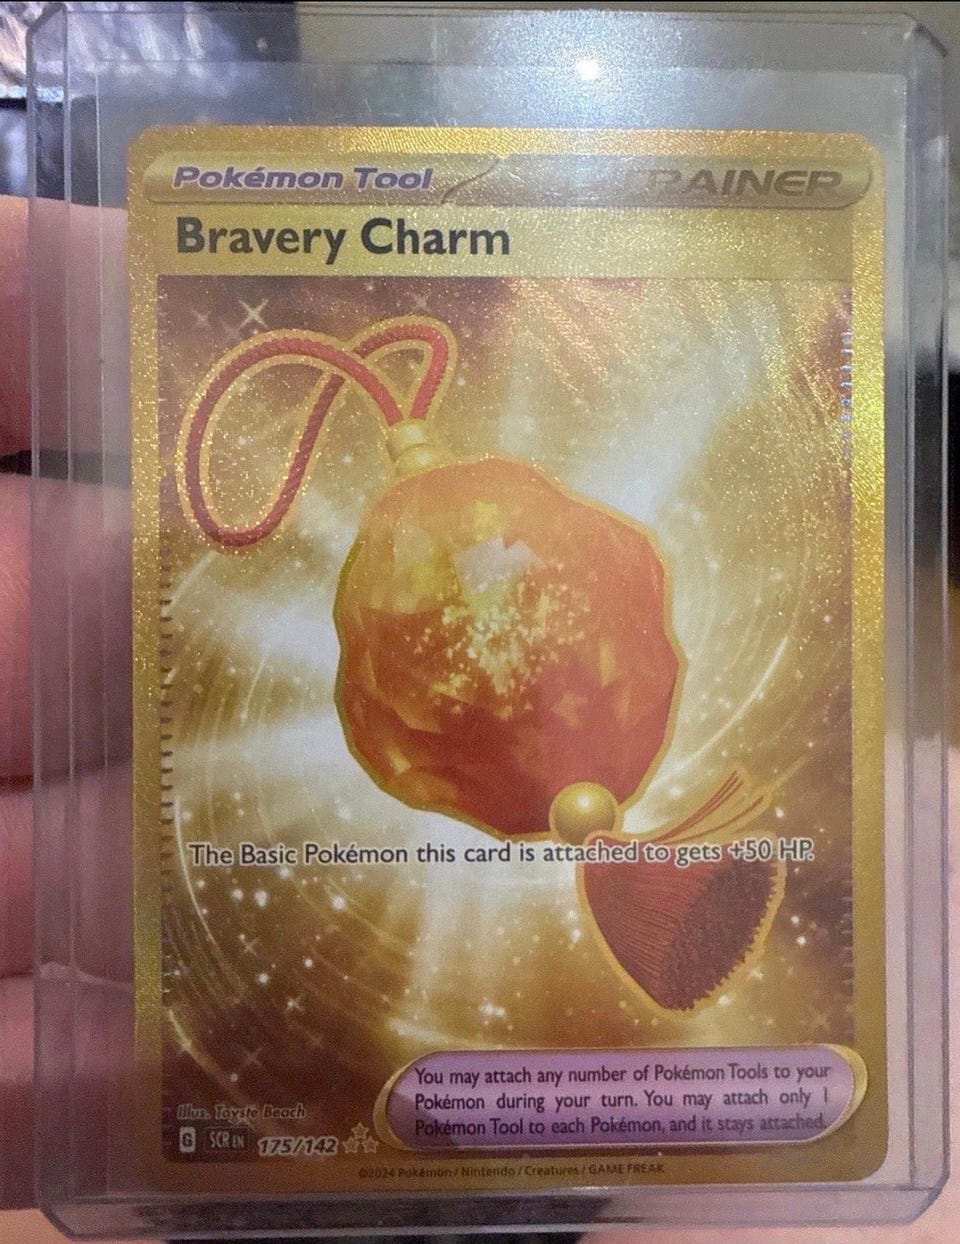 Pokémon Tool
TRAINER
Bravery Charm
The Basic Pokémon this card is attached to gets +50 HP.
You may attach any number of Pokémon Tools to your
Pokémon during your turn. You may attach only 1
Pokémon Tool to each Pokémon, and it stays attached.
Illus. Toyste Beach
G SCR EN 175/142
©2024 Pokémon / Nintendo / Creatures / GAME FREAK